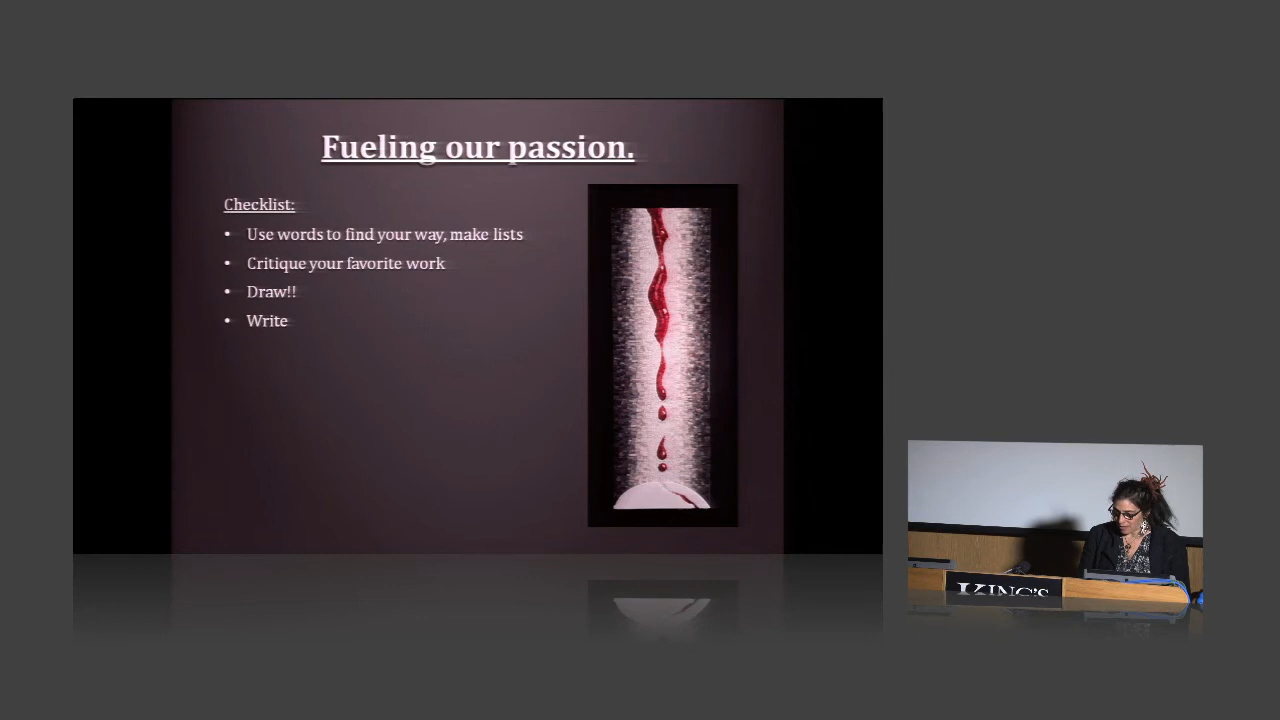 Fueling our passion.
Checklist:
• Use words to find your way, make lists
• Critique your favorite work
• Draw!!
• Write
KING'S